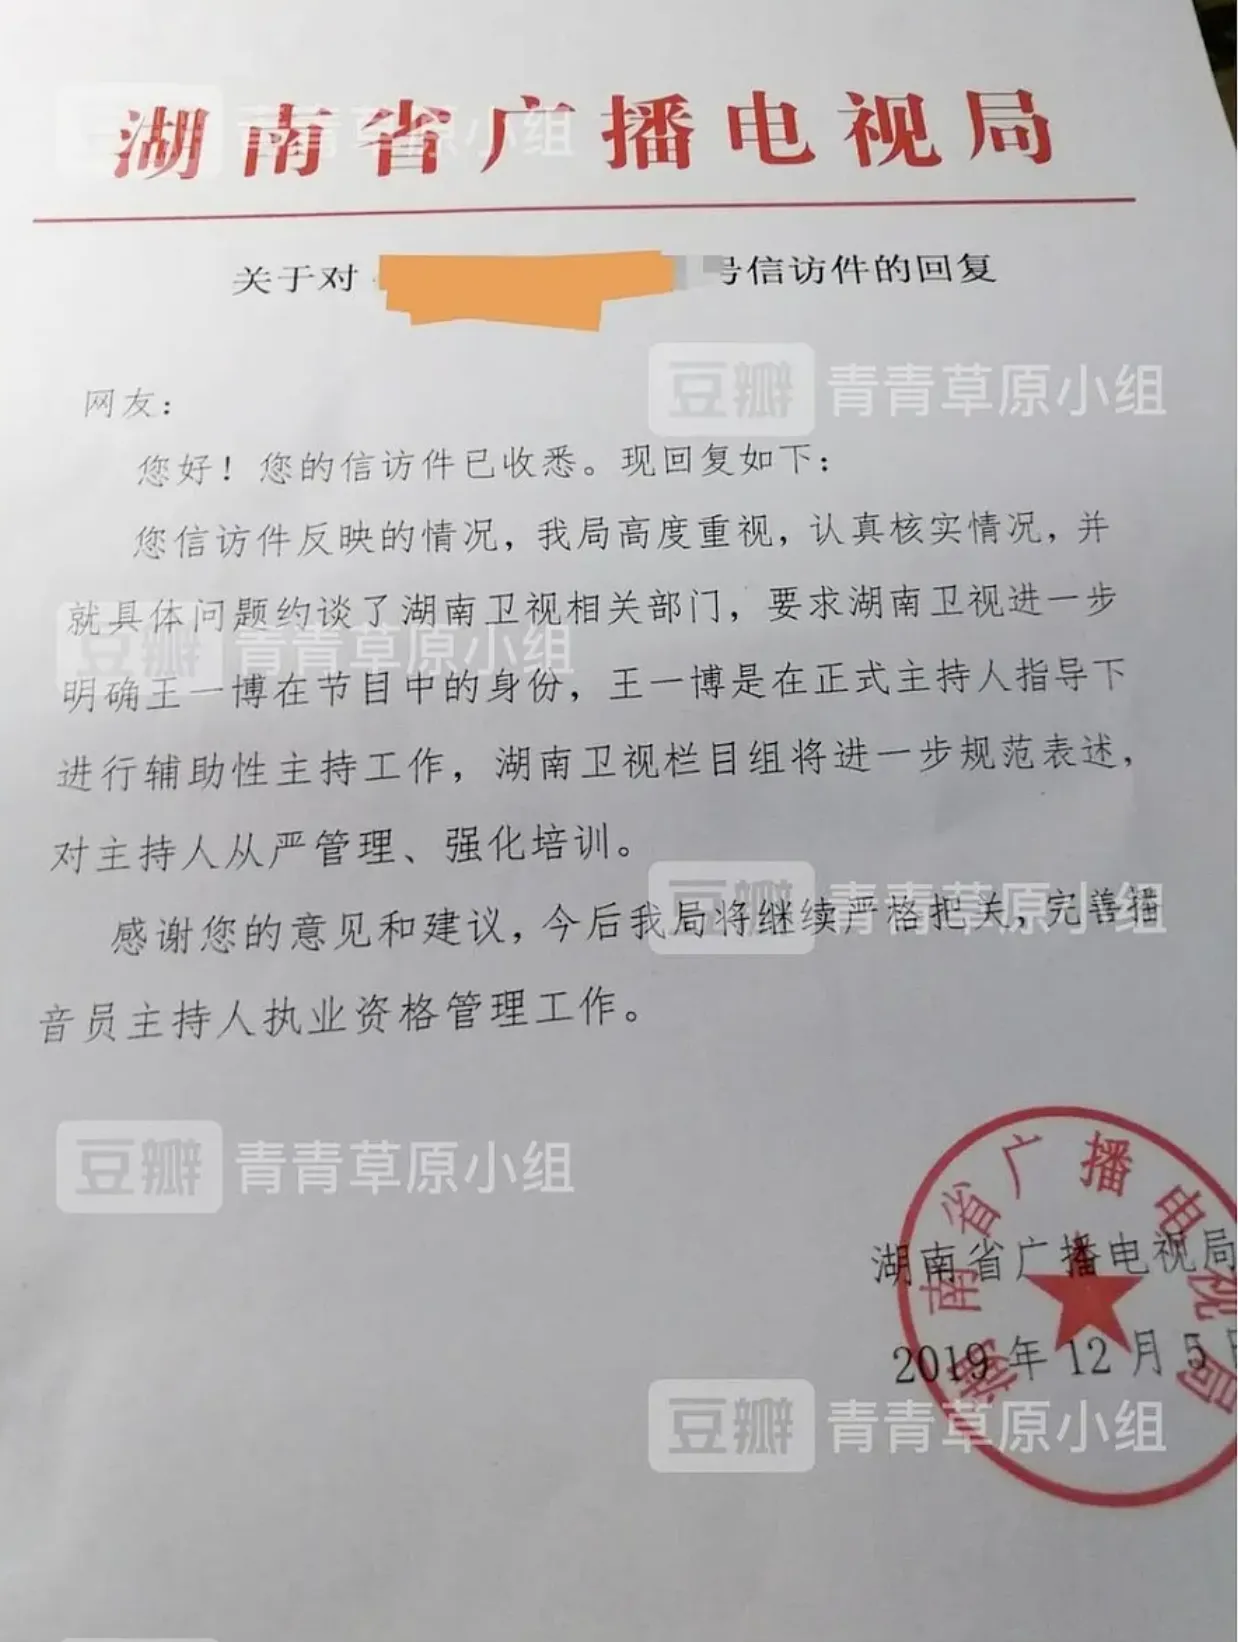 湖南省广播电视局
关于对
号信访件的回复
豆瓣 青青草原小组
网友：
您好！您的信访件已收悉。现回复如下：
您信访件反映的情况，我局高度重视，认真核实情况，并
就具体问题约谈了湖南卫视相关部门，要求湖南卫视进一步
豆瓣 青青草原小组
明确王一博在节目中的身份，王一博是在正式主持人指导下
进行辅助性主持工作，湖南卫视栏目组将进一步规范表述，
对主持人从严管理、强化培训。
豆瓣 青青草原小组
感谢您的意见和建议，今后我局将继续严格把关，完善播
音员主持人执业资格管理工作。
豆瓣 青青草原小组
湖南省广播电视局
湖南省广播电视局
2019年12月5日
豆瓣 青青草原小组